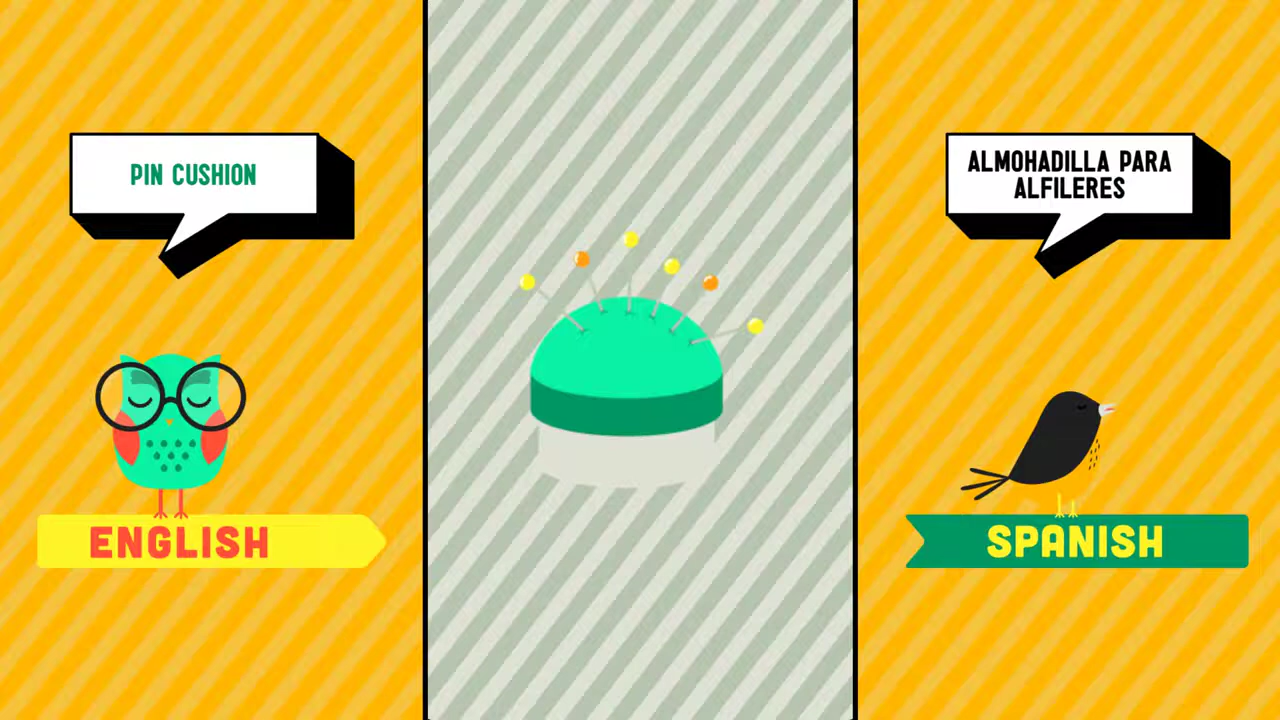 PIN CUSHION
ENGLISH
ALMOHADILLA PARA
ALFILERES
SPANISH